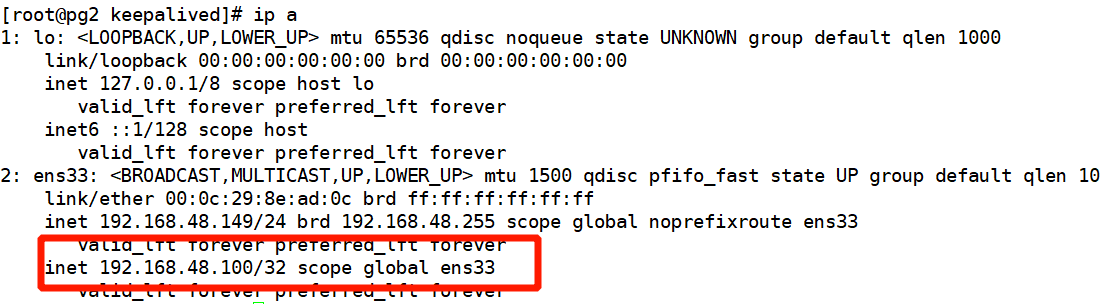 [root@pg2 keepalived]# ip a
1: lo: <LOOPBACK,UP,LOWER_UP> mtu 65536 qdisc noqueue state UNKNOWN group default qlen 1000
    link/loopback 00:00:00:00:00:00 brd 00:00:00:00:00:00
    inet 127.0.0.1/8 scope host lo
       valid_lft forever preferred_lft forever
    inet6 ::1/128 scope host
       valid_lft forever preferred_lft forever
2: ens33: <BROADCAST,MULTICAST,UP,LOWER_UP> mtu 1500 qdisc pfifo_fast state UP group default qlen 10
    link/ether 00:0c:29:8e:ad:0c brd ff:ff:ff:ff:ff:ff
    inet 192.168.48.149/24 brd 192.168.48.255 scope global noprefixroute ens33
       valid_lft forever preferred_lft forever
    inet 192.168.48.100/32 scope global ens33
       valid_lft forever preferred_lft forever